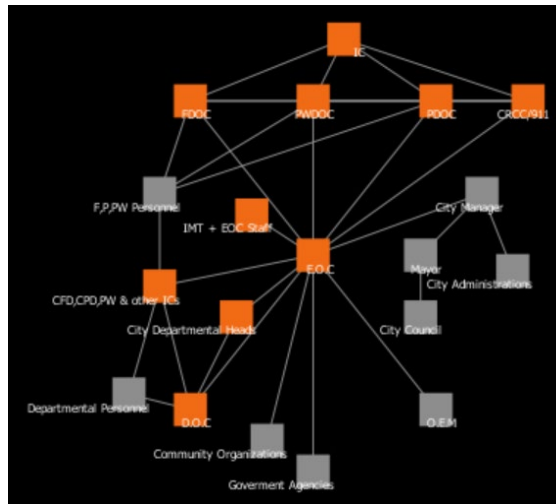 IC
FDOC
PWDOC
PDOC
CRCC/911
F,P,PW Personnel
City Manager
IMT + EOC Staff
E.O.C
Mayor
City Administrations
CFD,CPD,PW & other ICs
City Departmental Heads
City Council
Departmental Personnel
D.O.C
O.E.M
Community Organizations
Goverment Agencies